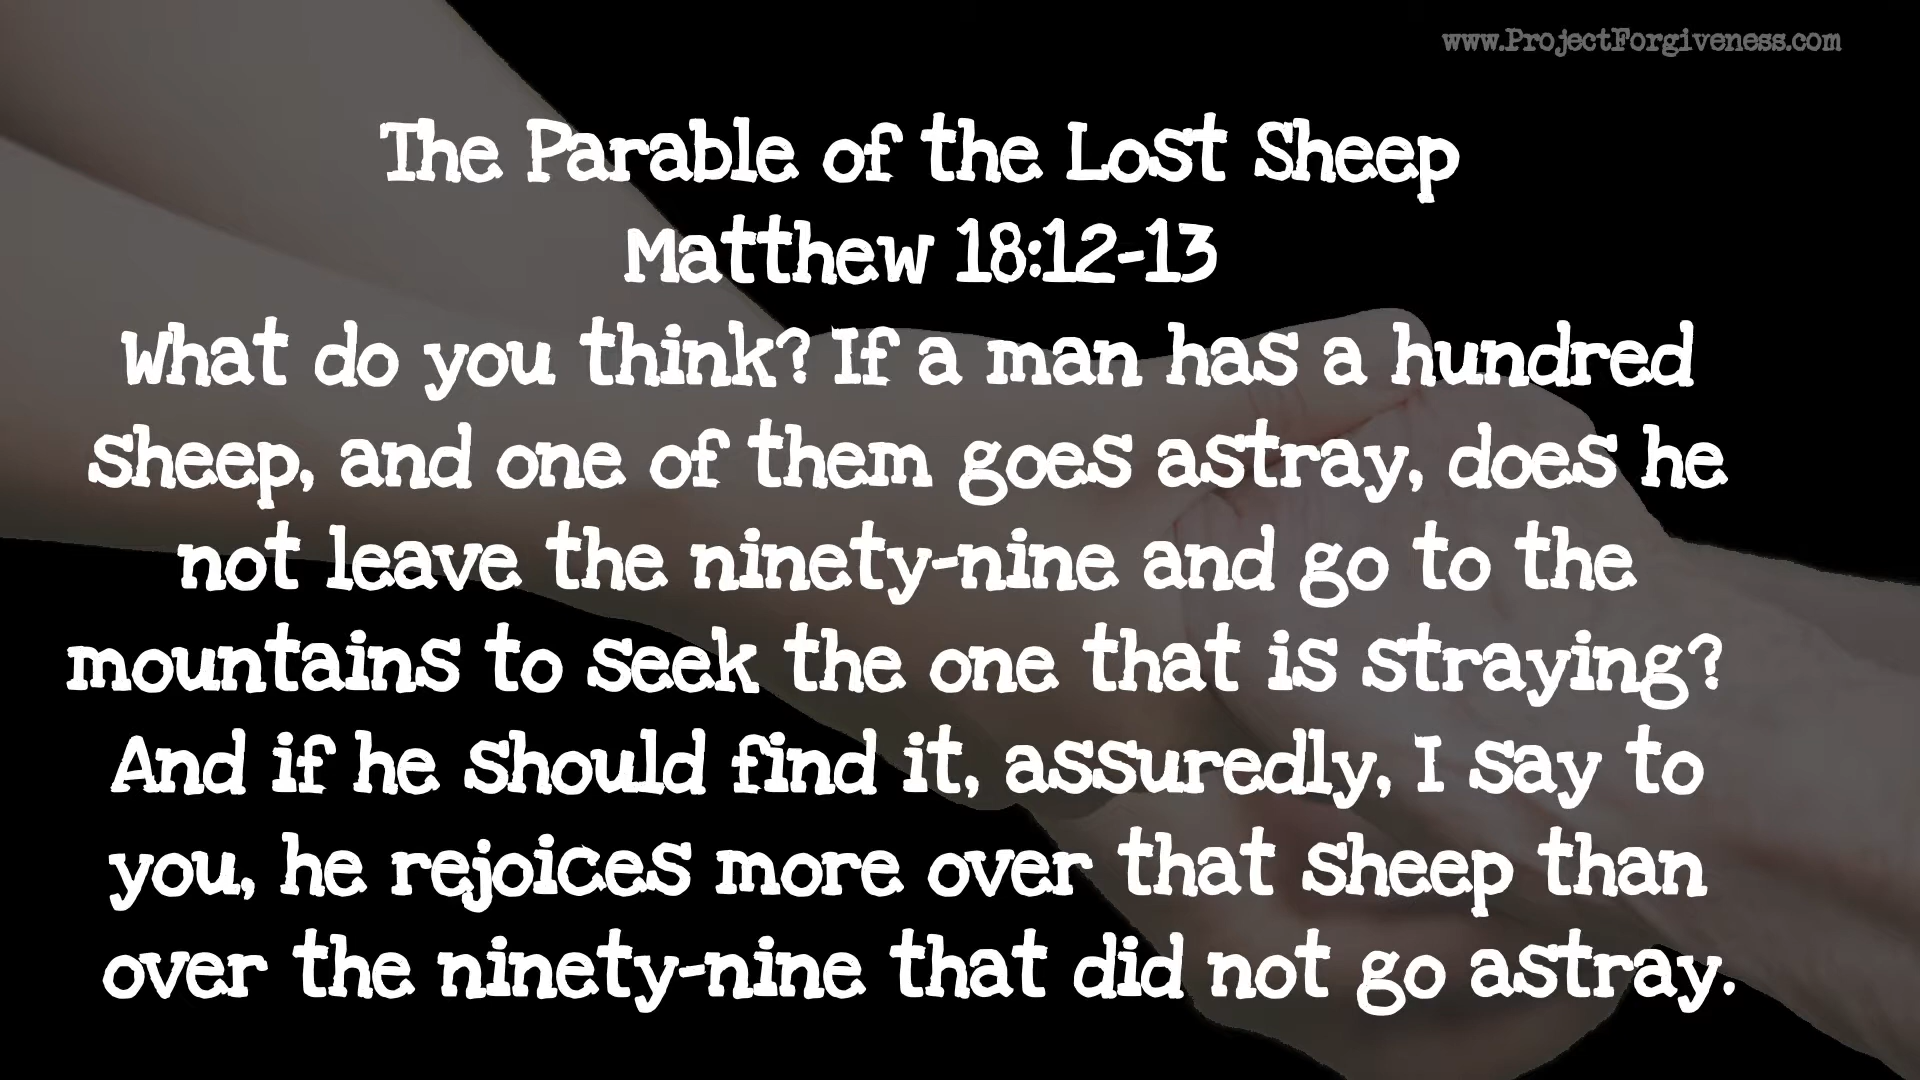 www.ProjectForgiveness.com
The Parable of the Lost Sheep
Matthew 18:12-13
What do you think? If a man has a hundred
sheep, and one of them goes astray, does he
not leave the ninety-nine and go to the
mountains to seek the one that is straying?
And if he should find it, assuredly, I say to
you, he rejoices more over that sheep than
over the ninety-nine that did not go astray.